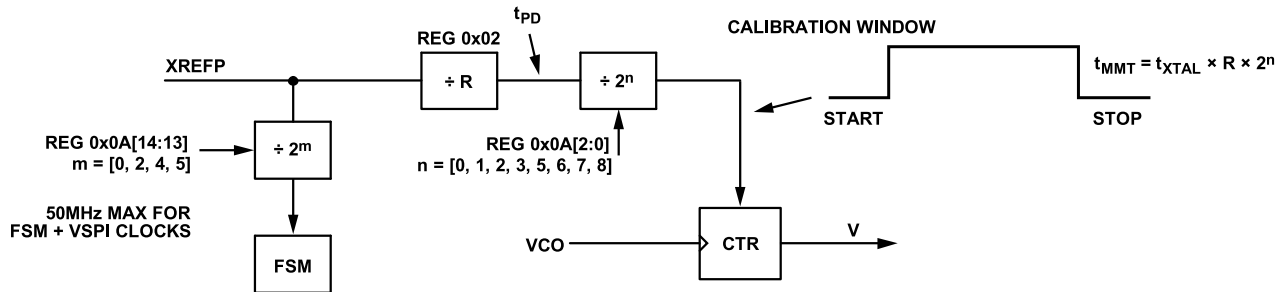 tPD
CALIBRATION WINDOW
REG 0x02
XREFP
÷ R
÷ 2ⁿ
tMMT = tXTAL × R × 2ⁿ
START
STOP
REG 0x0A[14:13]
m = [0, 2, 4, 5]
÷ 2ᵐ
REG 0x0A[2:0]
n = [0, 1, 2, 3, 5, 6, 7, 8]
50MHz MAX FOR
FSM + VSPI CLOCKS
FSM
VCO
CTR
V